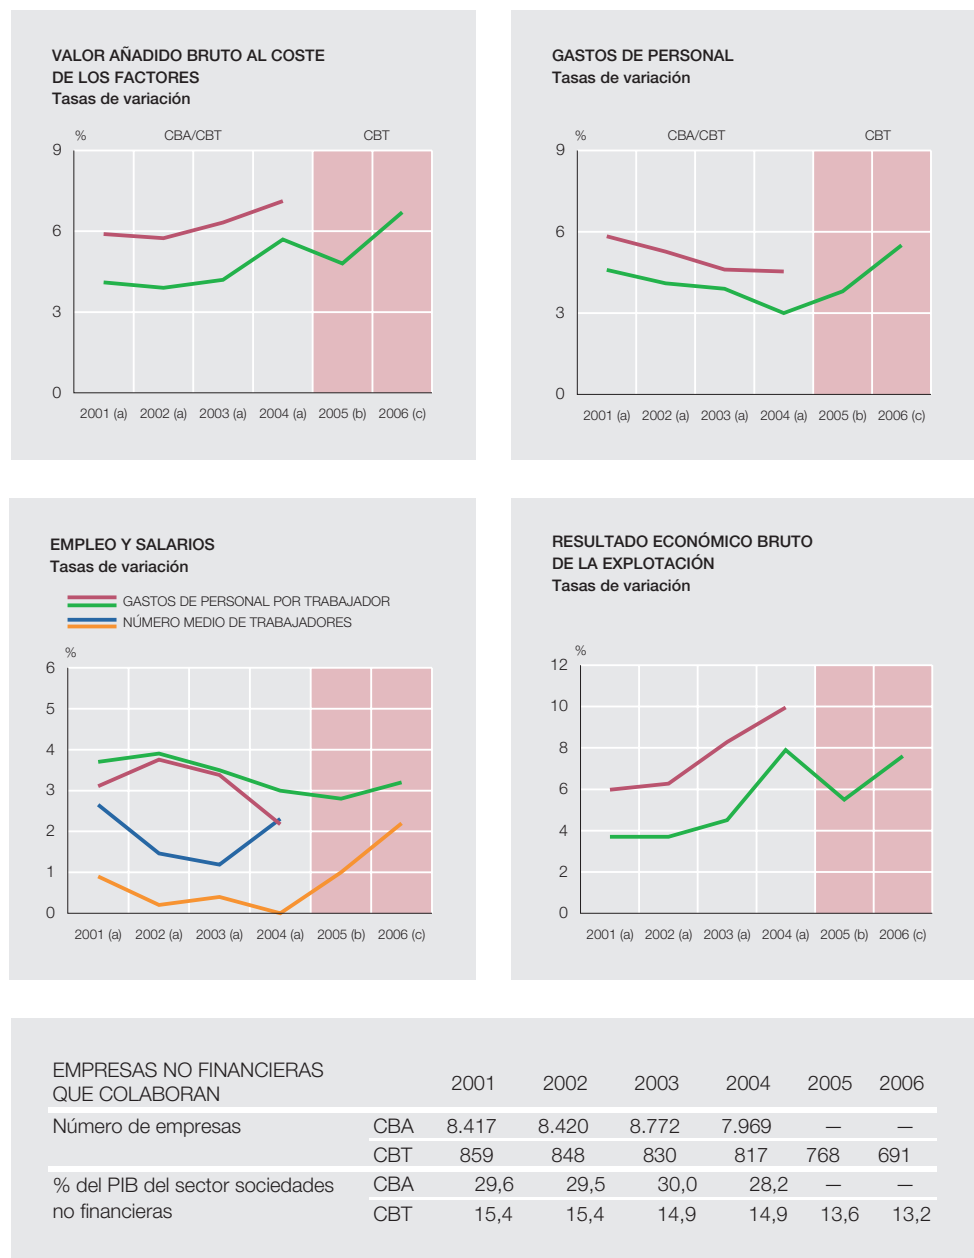 VALOR AÑADIDO BRUTO AL COSTE
DE LOS FACTORES
Tasas de variación
% CBA/CBT CBT
9
6
3
0
2001 (a) 2002 (a) 2003 (a) 2004 (a) 2005 (b) 2006 (c)
GASTOS DE PERSONAL
Tasas de variación
% CBA/CBT CBT
9
6
3
0
2001 (a) 2002 (a) 2003 (a) 2004 (a) 2005 (b) 2006 (c)
EMPLEO Y SALARIOS
Tasas de variación
GASTOS DE PERSONAL POR TRABAJADOR
NÚMERO MEDIO DE TRABAJADORES
%
6
5
4
3
2
1
0
2001 (a) 2002 (a) 2003 (a) 2004 (a) 2005 (b) 2006 (c)
RESULTADO ECONÓMICO BRUTO
DE LA EXPLOTACIÓN
Tasas de variación
%
12
10
8
6
4
2
0
2001 (a) 2002 (a) 2003 (a) 2004 (a) 2005 (b) 2006 (c)
EMPRESAS NO FINANCIERAS
QUE COLABORAN 2001 2002 2003 2004 2005 2006
Número de empresas CBA 8.417 8.420 8.772 7.969 — —
CBT 859 848 830 817 768 691
% del PIB del sector sociedades CBA 29,6 29,5 30,0 28,2 — —
no financieras CBT 15,4 15,4 14,9 14,9 13,6 13,2